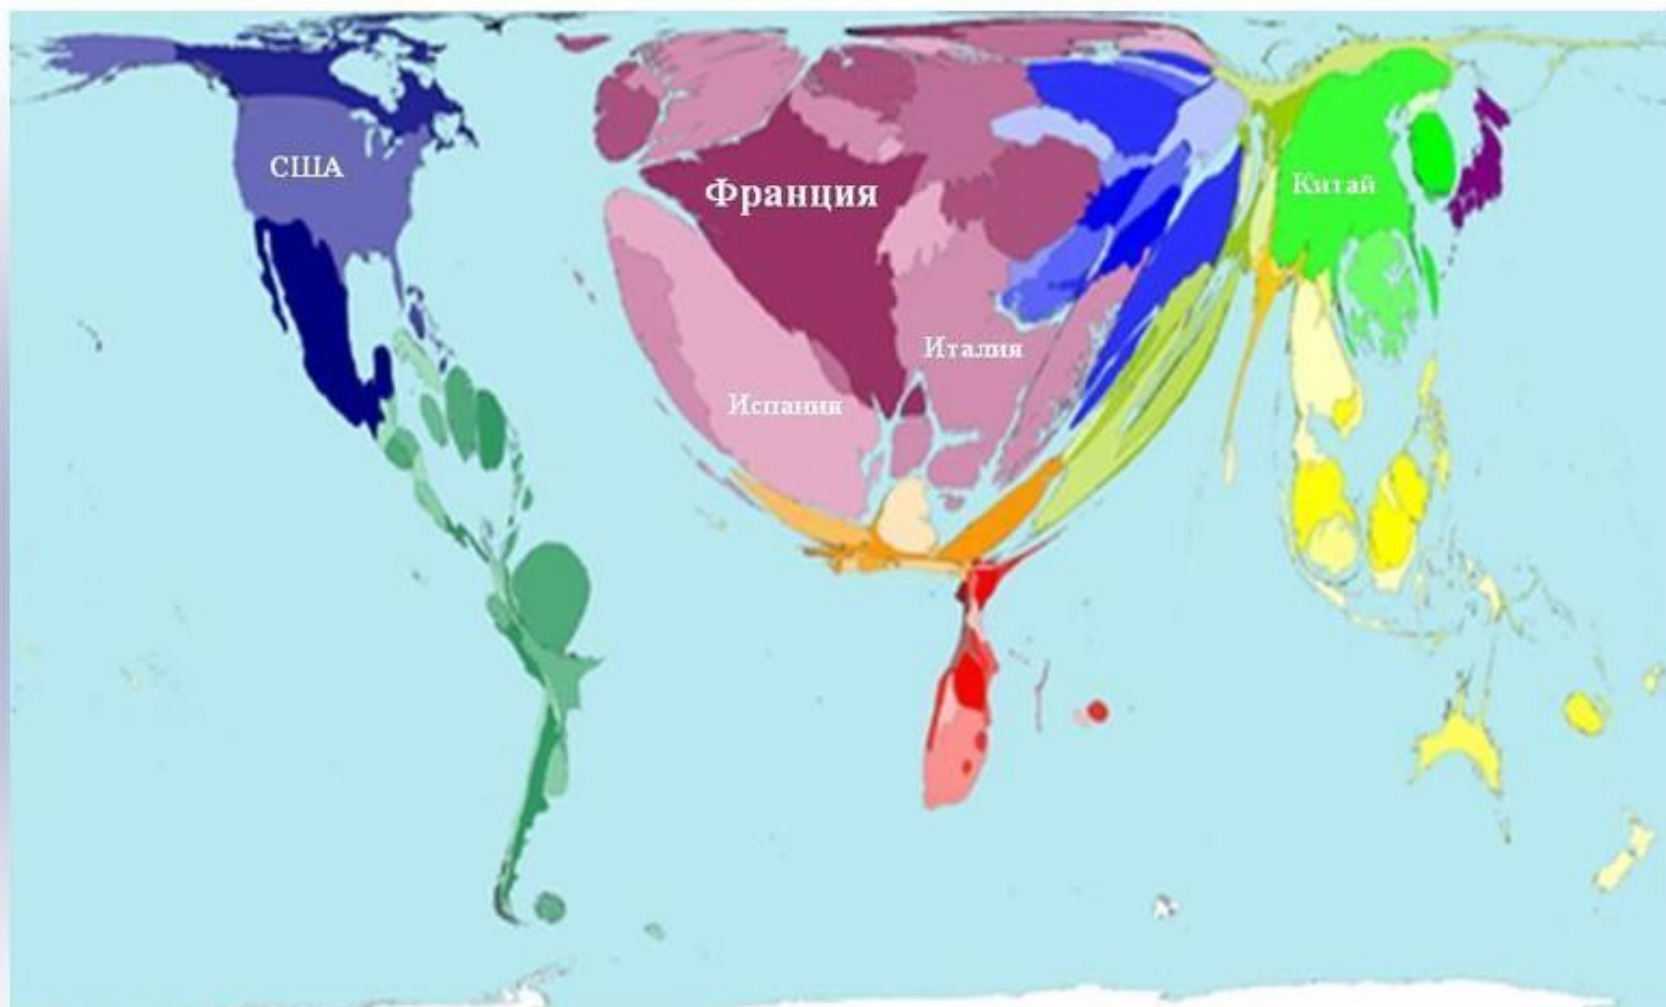 США
Франция
Китай
Италия
Испания